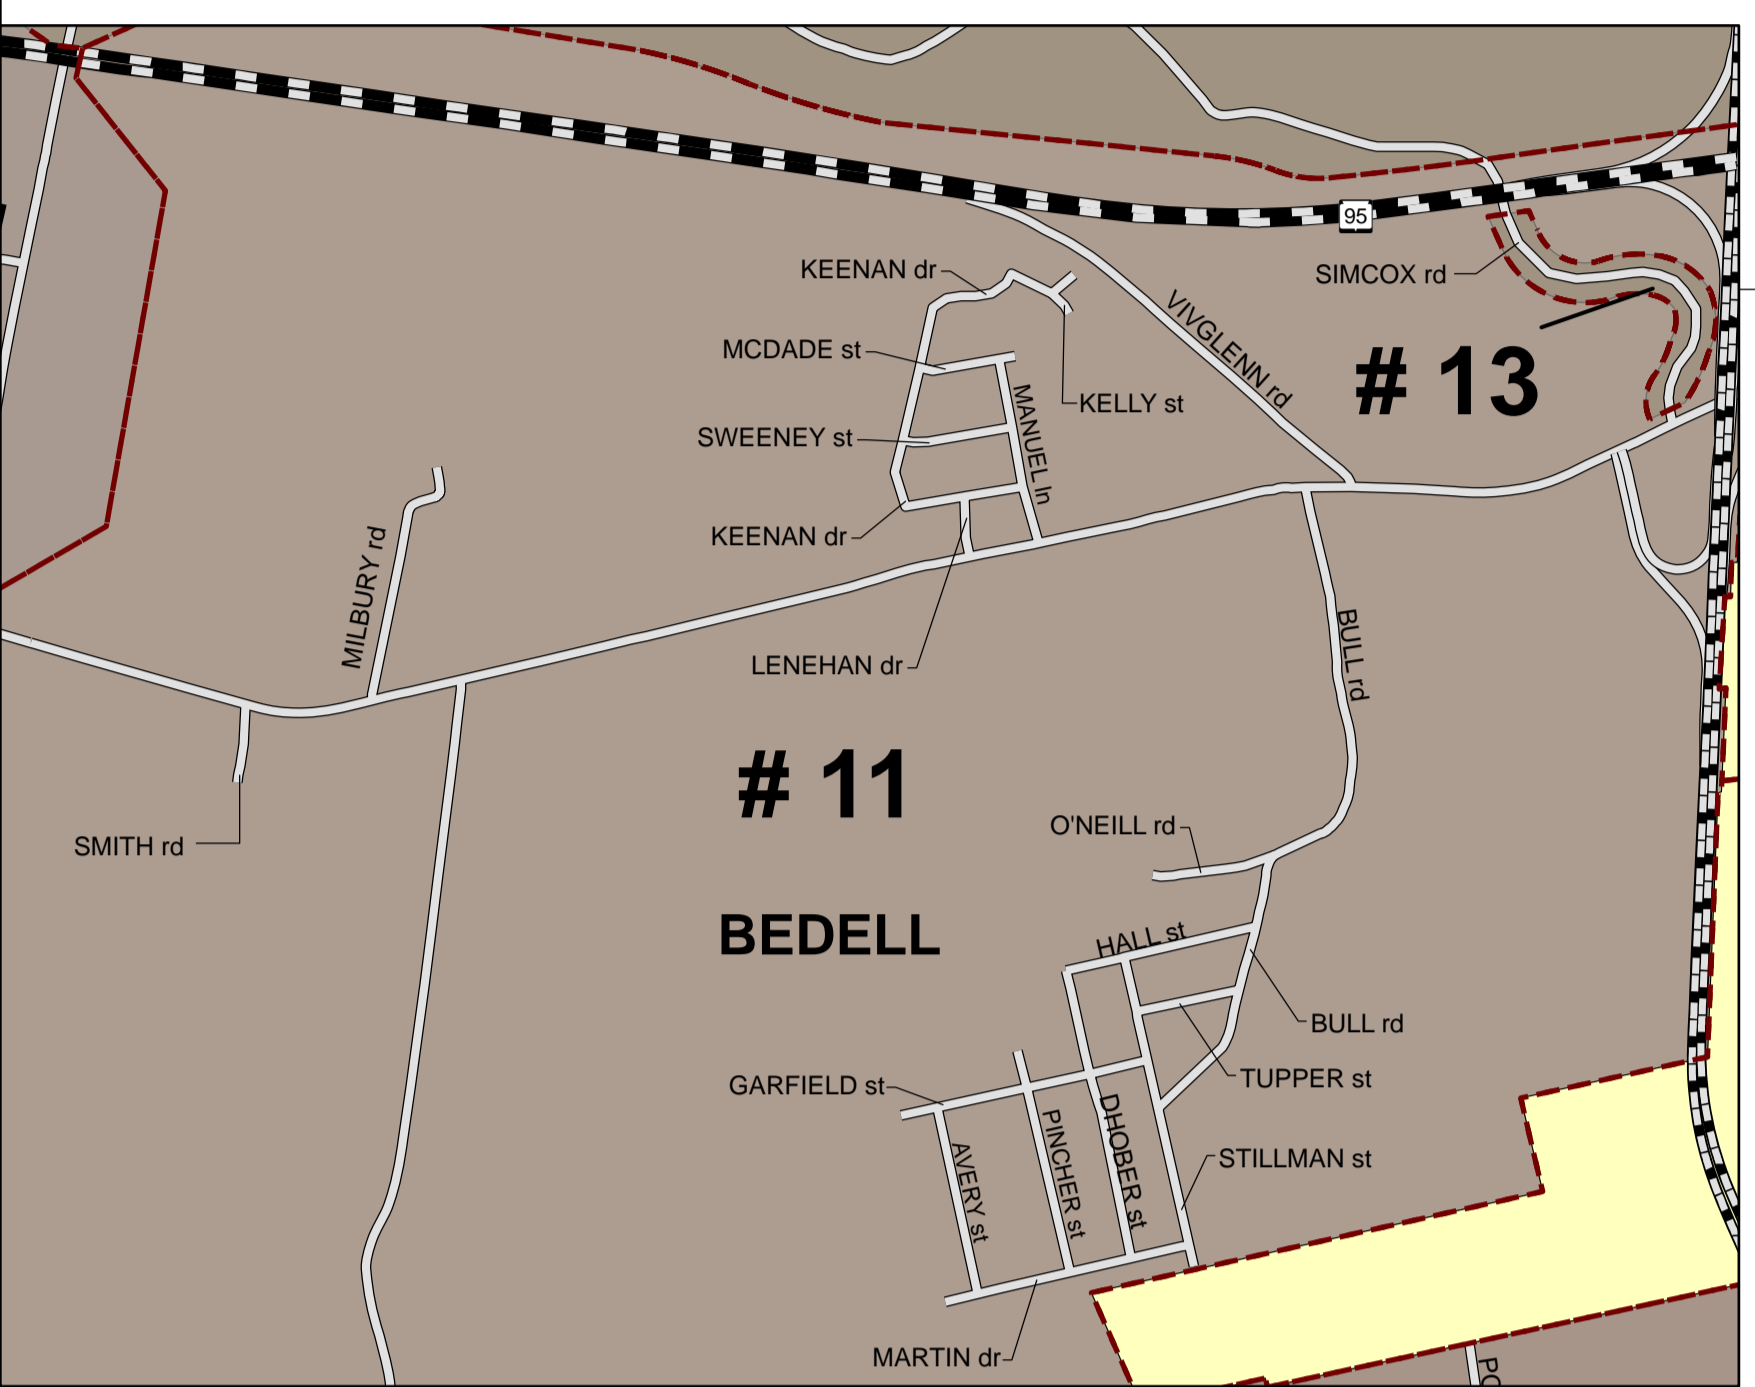 95
KEENAN dr
SIMCOX rd
VIVGLENN rd
MCDADE st
# 13
MANUEL ln
KELLY st
SWEENEY st
KEENAN dr
MILBURY rd
LENEHAN dr
BULL rd
# 11
SMITH rd
O'NEILL rd
BEDELL
HALL st
BULL rd
TUPPER st
GARFIELD st
PINCHER st
DHOBER st
AVERY st
STILLMAN st
MARTIN dr